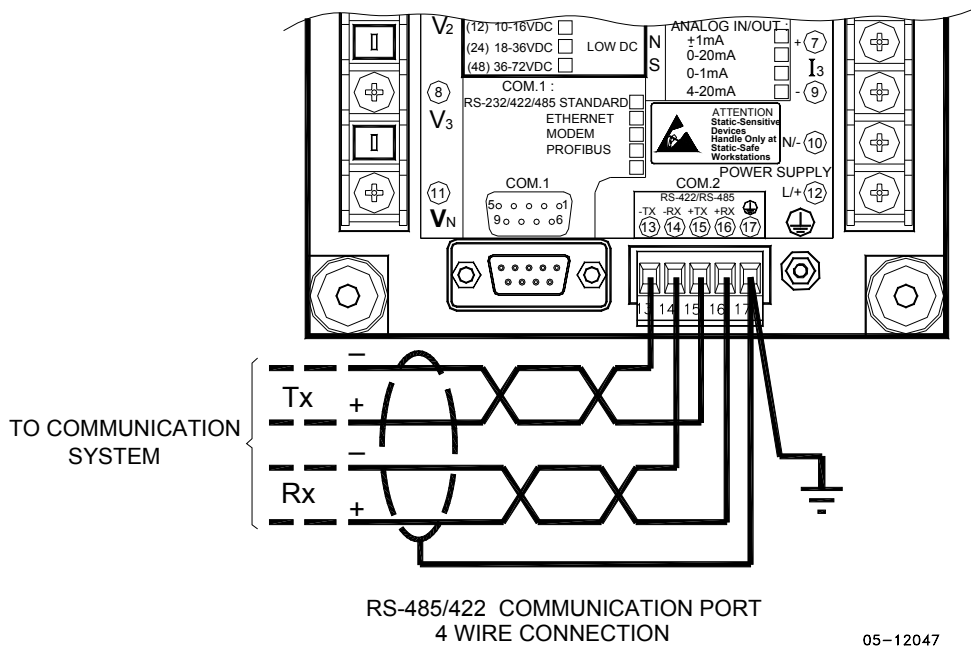 V2
(12) 10-16VDC
(24) 18-36VDC LOW DC
(48) 36-72VDC
N
S
ANALOG IN/OUT :
±1mA
0-20mA
0-1mA
4-20mA
+ 7
I3
- 9
8
V3
COM.1 :
RS-232/422/485 STANDARD
ETHERNET
MODEM
PROFIBUS
ATTENTION
Static-Sensitive
Devices
Handle Only at
Static-Safe
Workstations
N/- 10
POWER SUPPLY
L/+ 12
11
VN
COM.1
5 1
9 6
COM.2
RS-422/RS-485
-TX -RX +TX +RX
13 14 15 16 17
13 14 15 16 17
TO COMMUNICATION
SYSTEM
−
Tx
+
−
Rx
+
RS-485/422 COMMUNICATION PORT
4 WIRE CONNECTION
05-12047